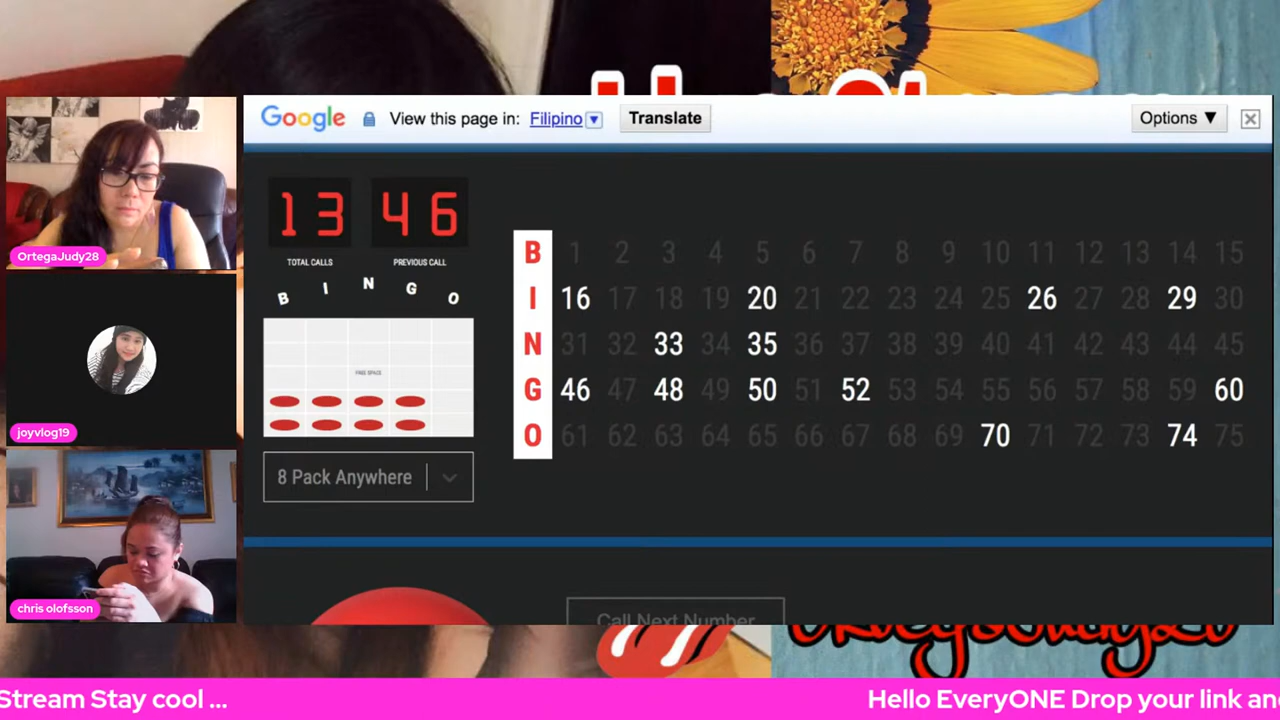 Google View this page in: Filipino Translate Options ▼
13 46
TOTAL CALLS PREVIOUS CALL
B I N G O
FREE SPACE
8 Pack Anywhere
B 1 2 3 4 5 6 7 8 9 10 11 12 13 14 15
I 16 17 18 19 20 21 22 23 24 25 26 27 28 29 30
N 31 32 33 34 35 36 37 38 39 40 41 42 43 44 45
G 46 47 48 49 50 51 52 53 54 55 56 57 58 59 60
O 61 62 63 64 65 66 67 68 69 70 71 72 73 74 75
Call Next Number
OrtegaJudy28
joyvlog19
chris olofsson
Stream Stay cool ...
Hello EveryONE Drop your link and